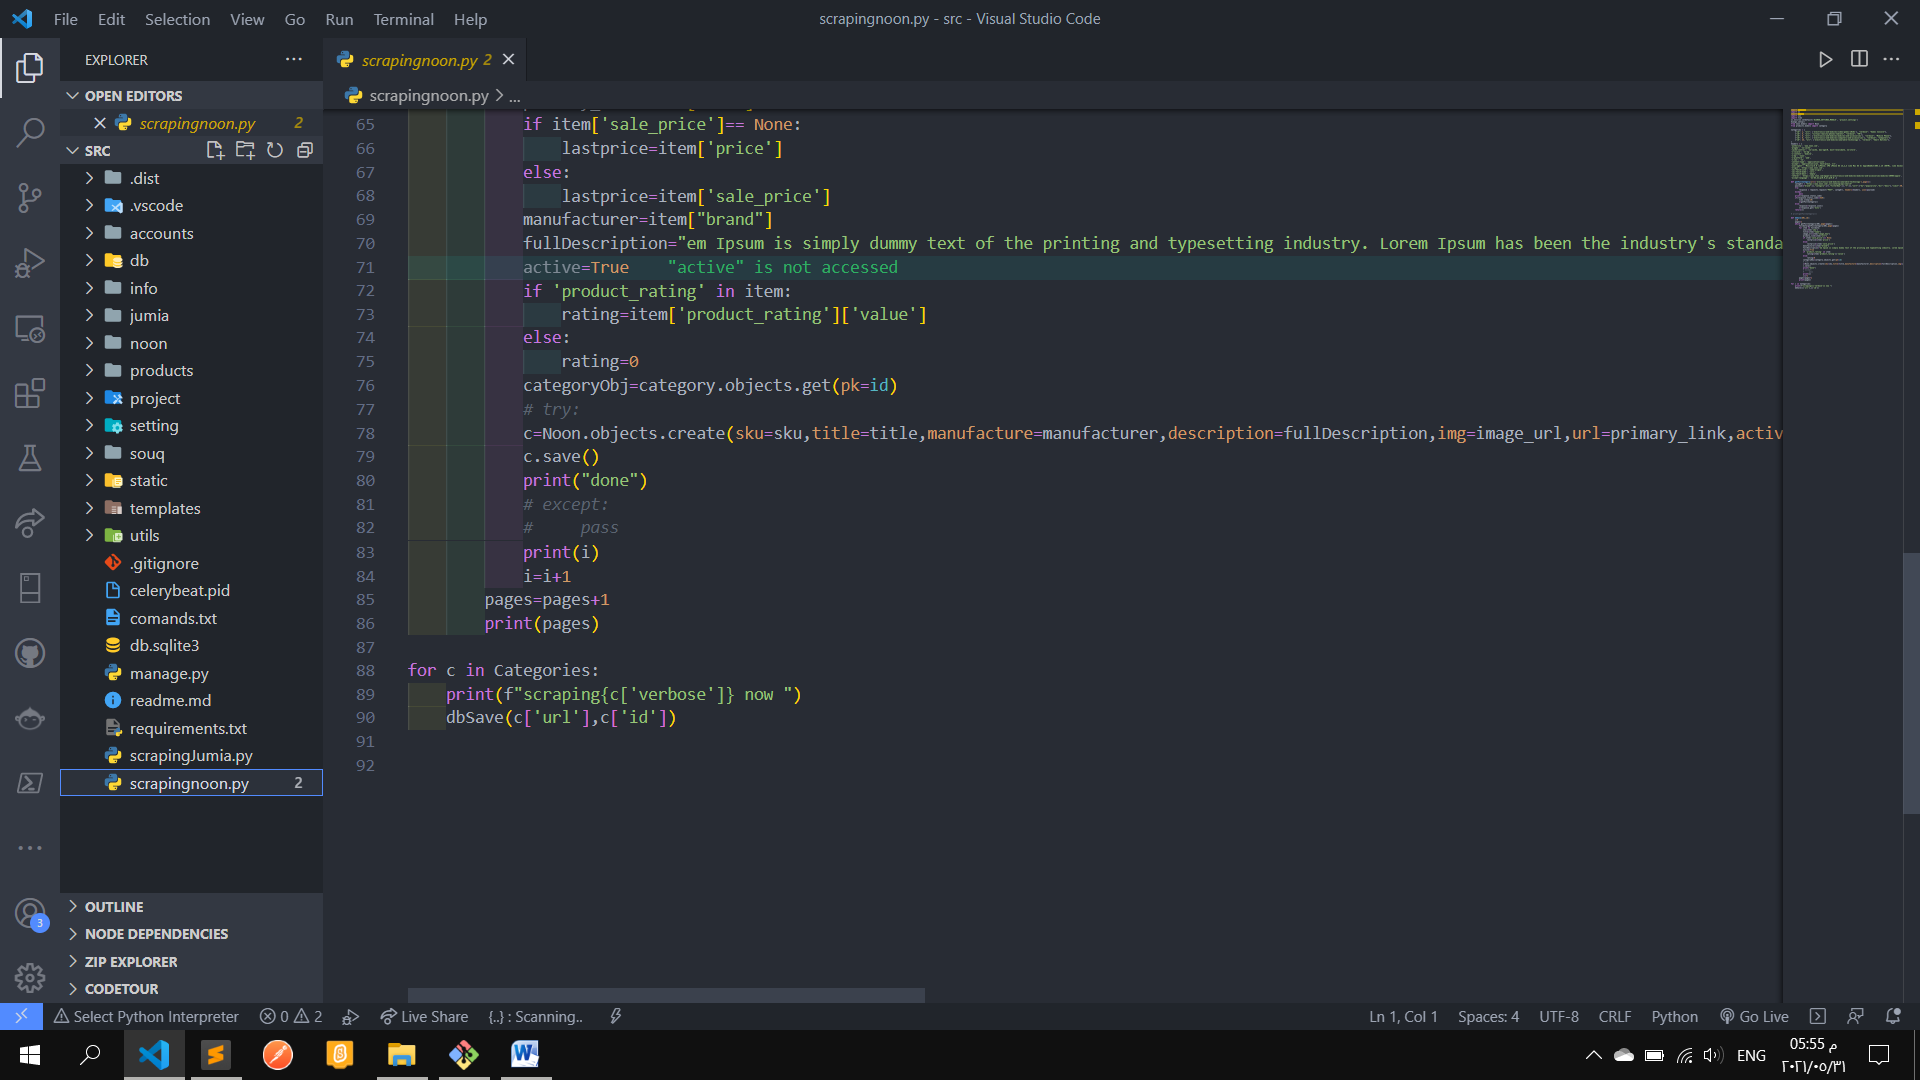 File Edit Selection View Go Run Terminal Help
scrapingnoon.py - src - Visual Studio Code
EXPLORER
OPEN EDITORS
scrapingnoon.py 2
SRC
.dist
.vscode
accounts
db
info
jumia
noon
products
project
setting
souq
static
templates
utils
.gitignore
celerybeat.pid
comands.txt
db.sqlite3
manage.py
readme.md
requirements.txt
scrapingJumia.py
scrapingnoon.py 2
OUTLINE
NODE DEPENDENCIES
ZIP EXPLORER
CODETOUR
3
scrapingnoon.py 2
scrapingnoon.py > ...
65 if item['sale_price']== None:
66 lastprice=item['price']
67 else:
68 lastprice=item['sale_price']
69 manufacturer=item["brand"]
70 fullDescription="em Ipsum is simply dummy text of the printing and typesetting industry. Lorem Ipsum has been the industry's standa
71 active=True "active" is not accessed
72 if 'product_rating' in item:
73 rating=item['product_rating']['value']
74 else:
75 rating=0
76 categoryObj=category.objects.get(pk=id)
77 # try:
78 c=Noon.objects.create(sku=sku,title=title,manufacture=manufacturer,description=fullDescription,img=image_url,url=primary_link,activ
79 c.save()
80 print("done")
81 # except:
82 # pass
83 print(i)
84 i=i+1
85 pages=pages+1
86 print(pages)
87
88 for c in Categories:
89 print(f"scraping{c['verbose']} now ")
90 dbSave(c['url'],c['id'])
91
92
Select Python Interpreter 0 2 Live Share {..} : Scanning.. Ln 1, Col 1 Spaces: 4 UTF-8 CRLF Python Go Live
ENG
05:55 م
٢٠٢١/٠٥/٣١